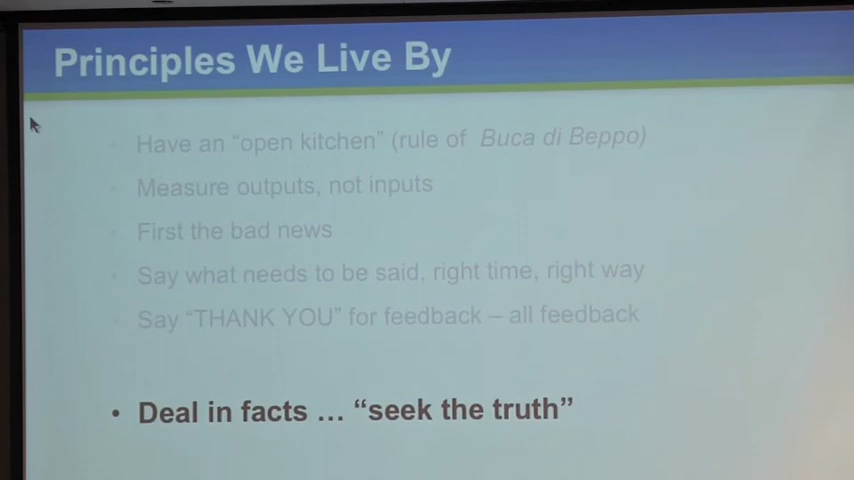 Principles We Live By
• Have an “open kitchen” (rule of Buca di Beppo)
• Measure outputs, not inputs
• First the bad news
• Say what needs to be said, right time, right way
• Say “THANK YOU” for feedback – all feedback
• Deal in facts … “seek the truth”